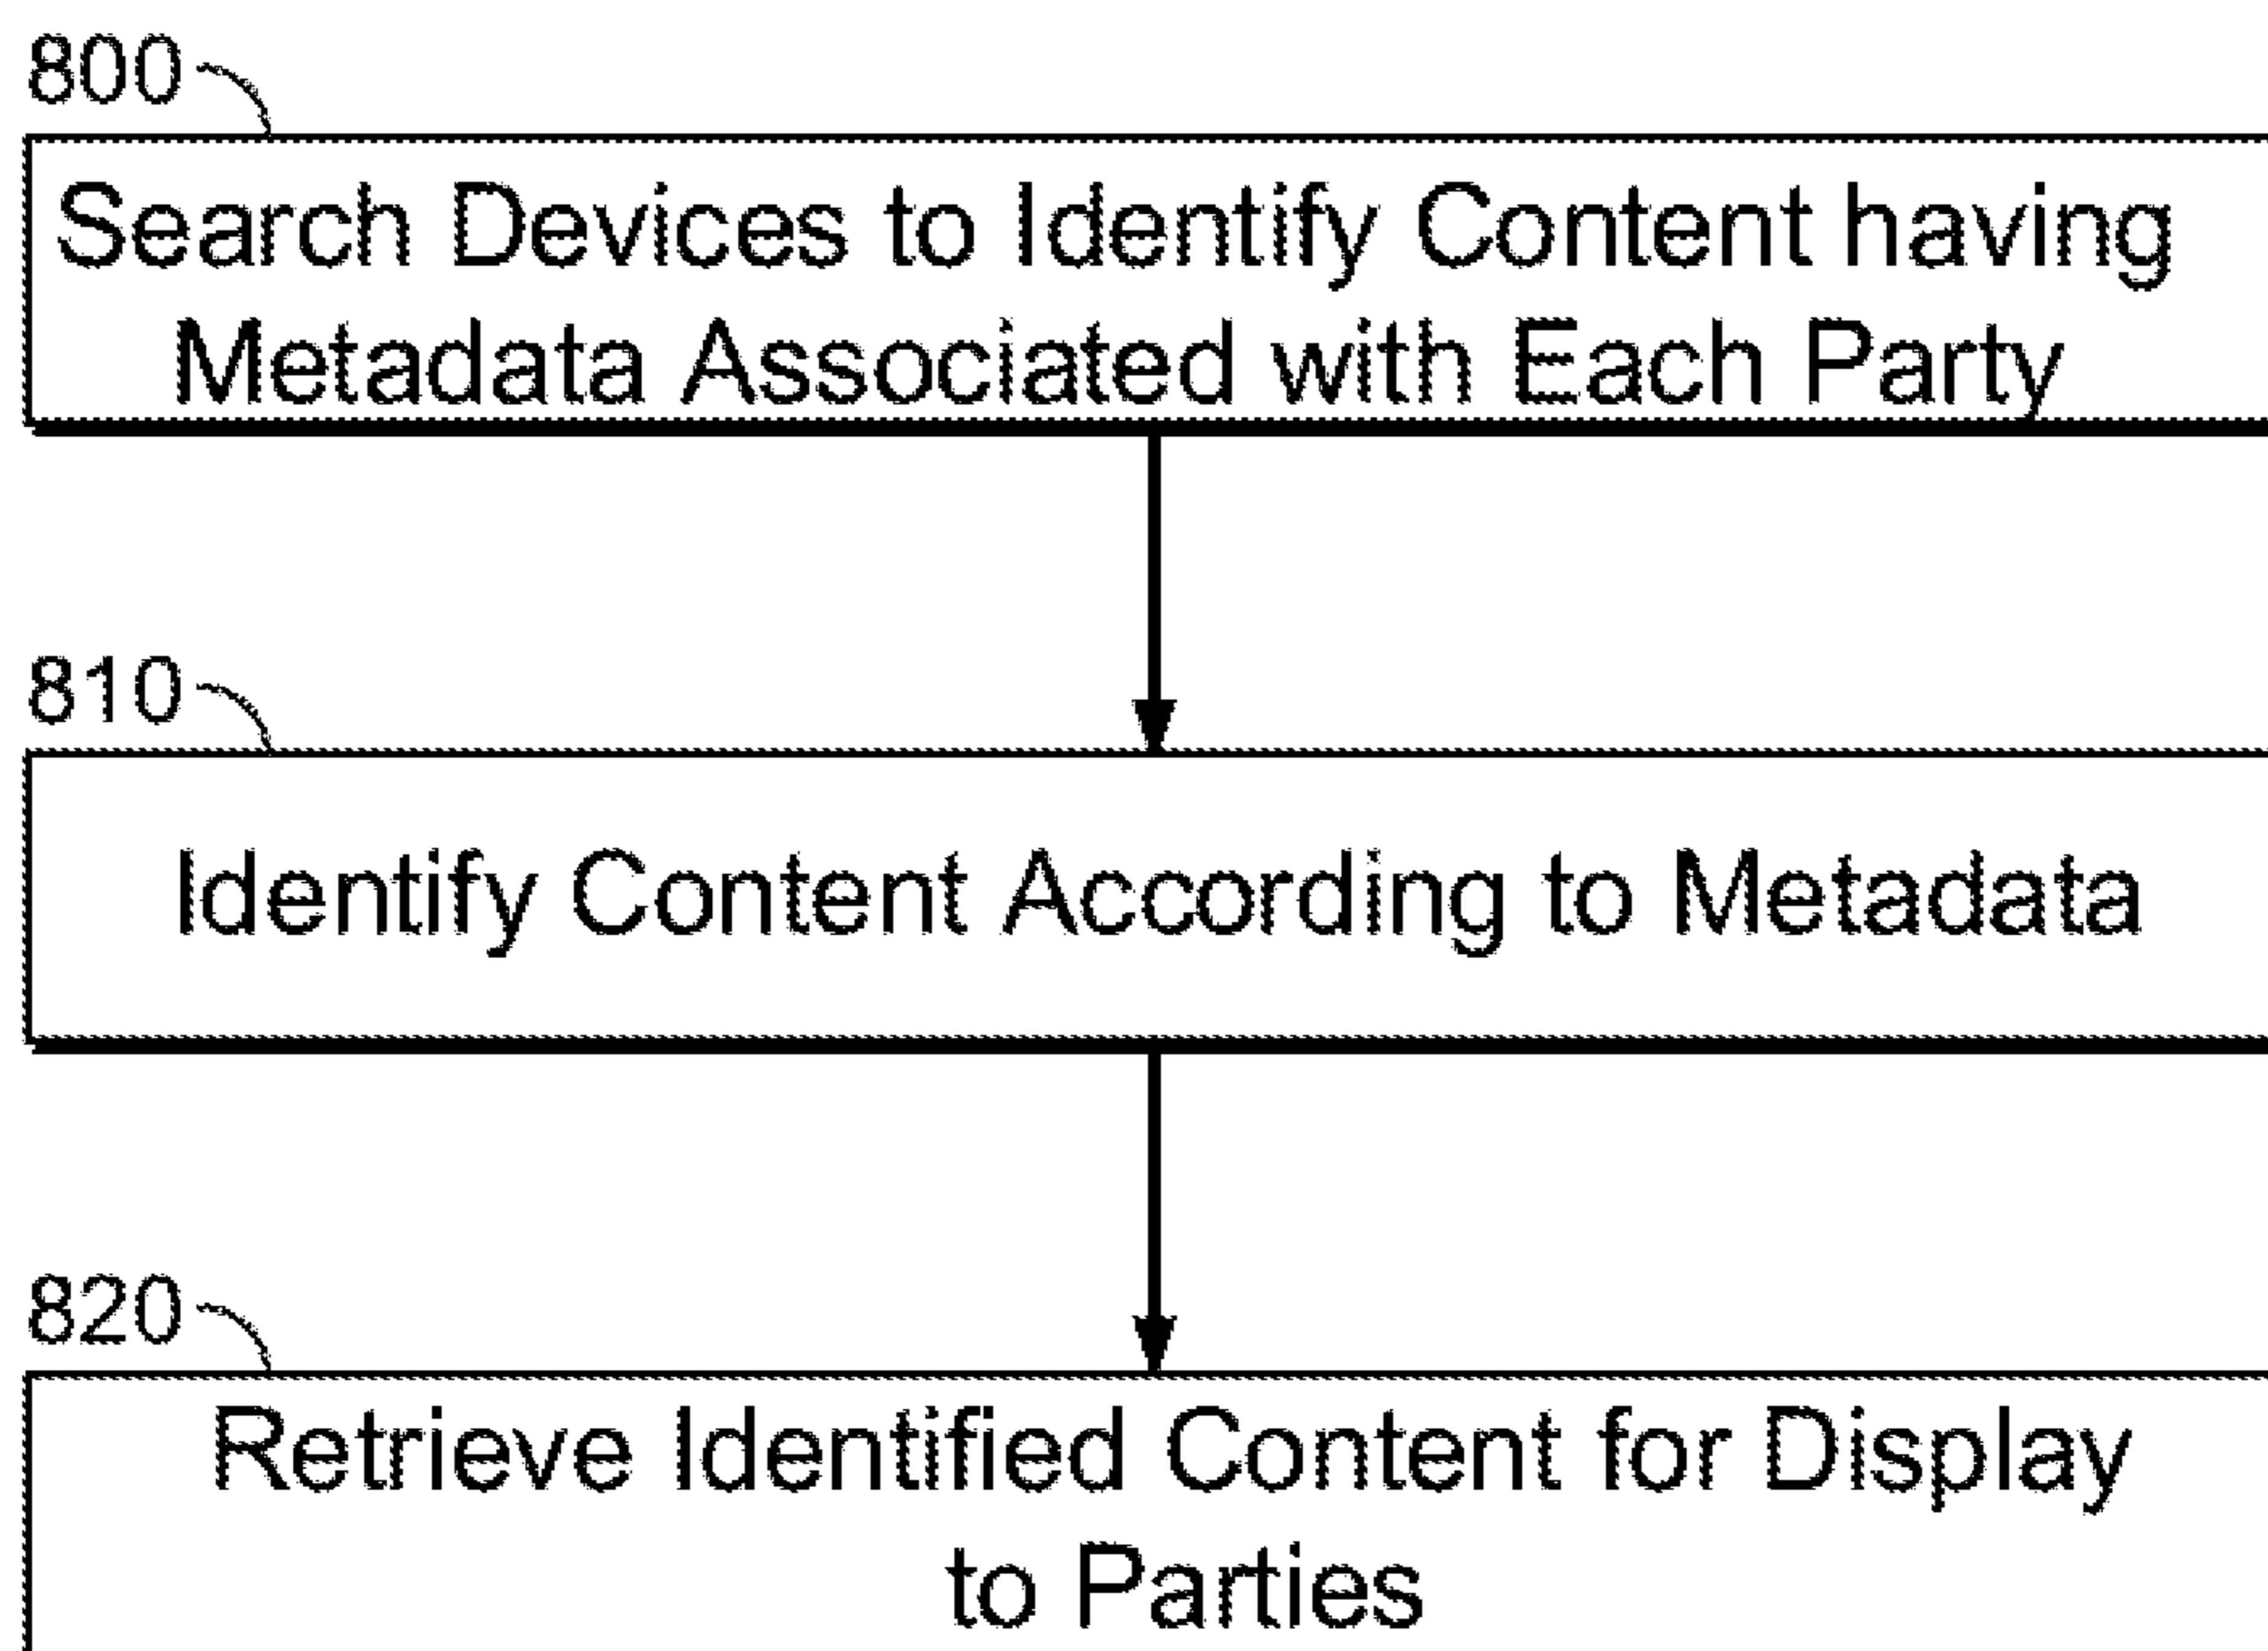 800
Search Devices to Identify Content having
Metadata Associated with Each Party
810
Identify Content According to Metadata
820
Retrieve Identified Content for Display
to Parties